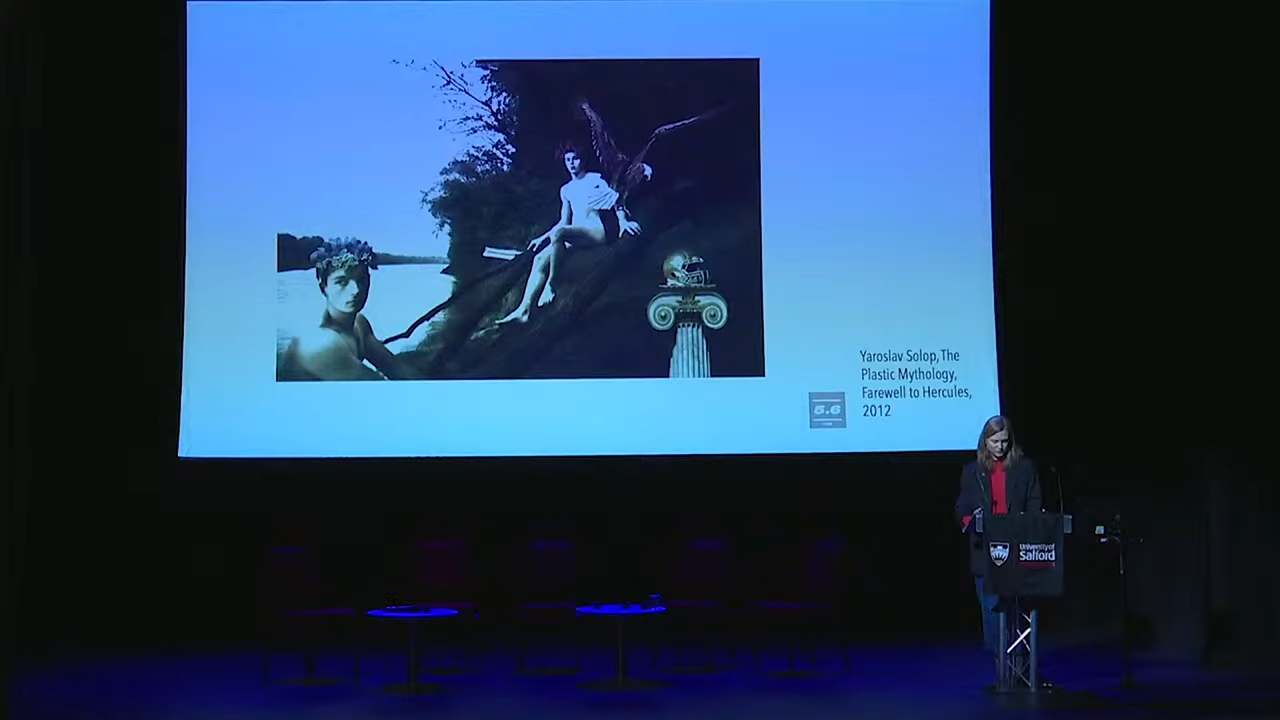 Yaroslav Solop, The
Plastic Mythology,
Farewell to Hercules,
2012
5.6
University of
Salford